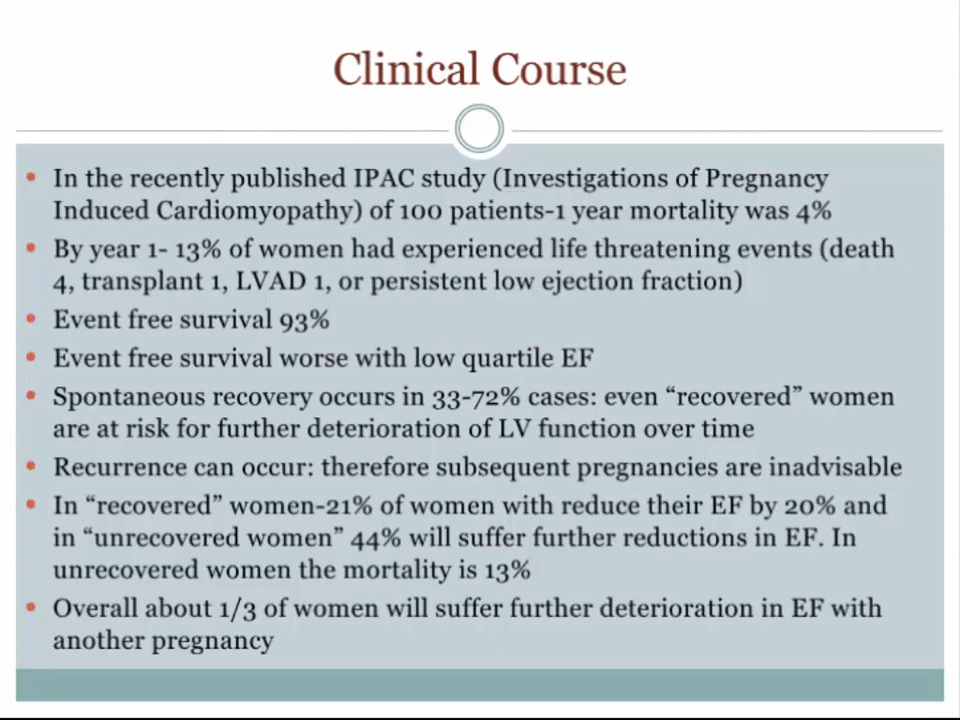 Clinical Course
In the recently published IPAC study (Investigations of Pregnancy
Induced Cardiomyopathy) of 100 patients-1 year mortality was 4%
By year 1- 13% of women had experienced life threatening events (death
4, transplant 1, LVAD 1, or persistent low ejection fraction)
Event free survival 93%
Event free survival worse with low quartile EF
Spontaneous recovery occurs in 33-72% cases: even “recovered” women
are at risk for further deterioration of LV function over time
Recurrence can occur: therefore subsequent pregnancies are inadvisable
In “recovered” women-21% of women with reduce their EF by 20% and
in “unrecovered women” 44% will suffer further reductions in EF. In
unrecovered women the mortality is 13%
Overall about 1/3 of women will suffer further deterioration in EF with
another pregnancy